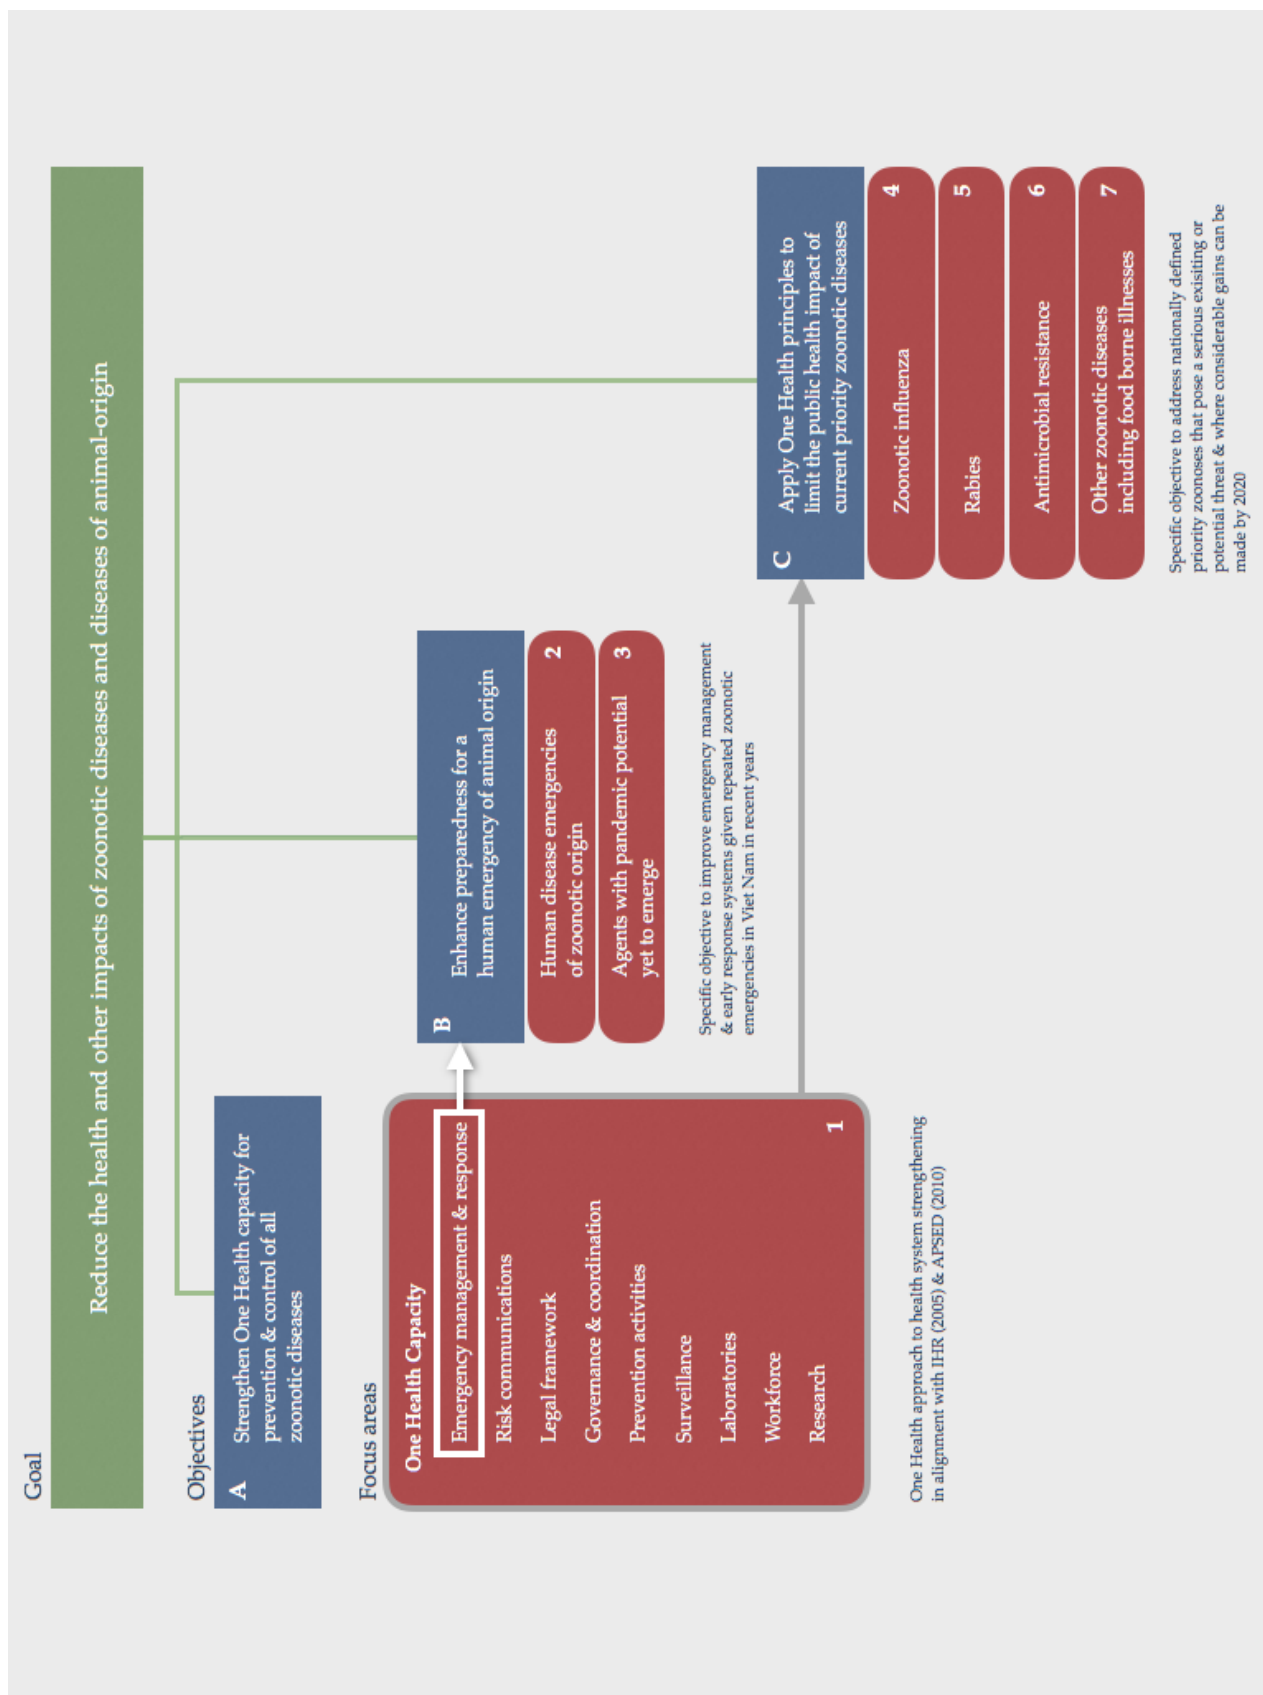 Goal
Reduce the health and other impacts of zoonotic diseases and diseases of animal-origin
Objectives
A
Strengthen One Health capacity for
prevention & control of all
zoonotic diseases
Focus areas
One Health Capacity
Emergency management & response
Risk communications
Legal framework
Governance & coordination
Prevention activities
Surveillance
Laboratories
Workforce
Research
1
One Health approach to health system strengthening
in alignment with IHR (2005) & APSED (2010)
B
Enhance preparedness for a
human emergency of animal origin
Human disease emergencies
of zoonotic origin
2
Agents with pandemic potential
yet to emerge
3
Specific objective to improve emergency management
& early response systems given repeated zoonotic
emergencies in Viet Nam in recent years
C
Apply One Health principles to
limit the public health impact of
current priority zoonotic diseases
Zoonotic influenza
4
Rabies
5
Antimicrobial resistance
6
Other zoonotic diseases
including food borne illnesses
7
Specific objective to address nationally defined
priority zoonoses that pose a serious exisiting or
potential threat & where considerable gains can be
made by 2020